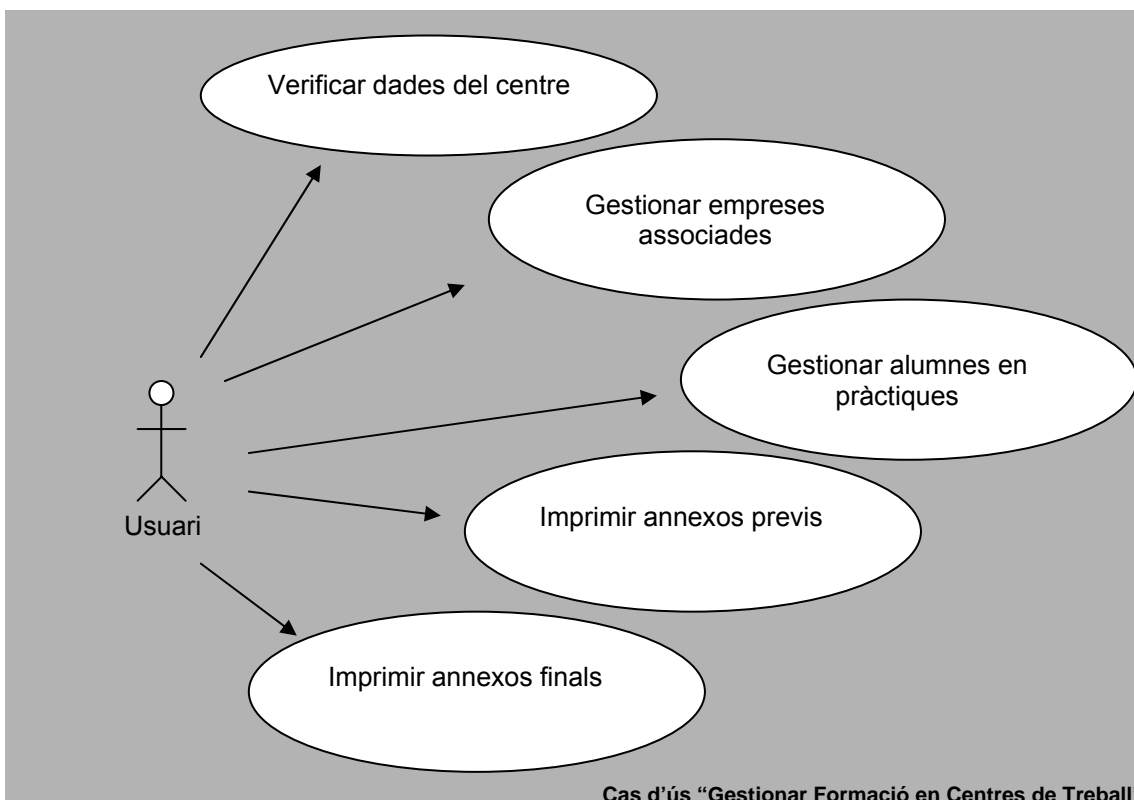 Verificar dades del centre
Gestionar empreses
associades
Gestionar alumnes en
pràctiques
Imprimir annexos previs
Usuari
Imprimir annexos finals
Cas d'ús “Gestionar Formació en Centres de Treball